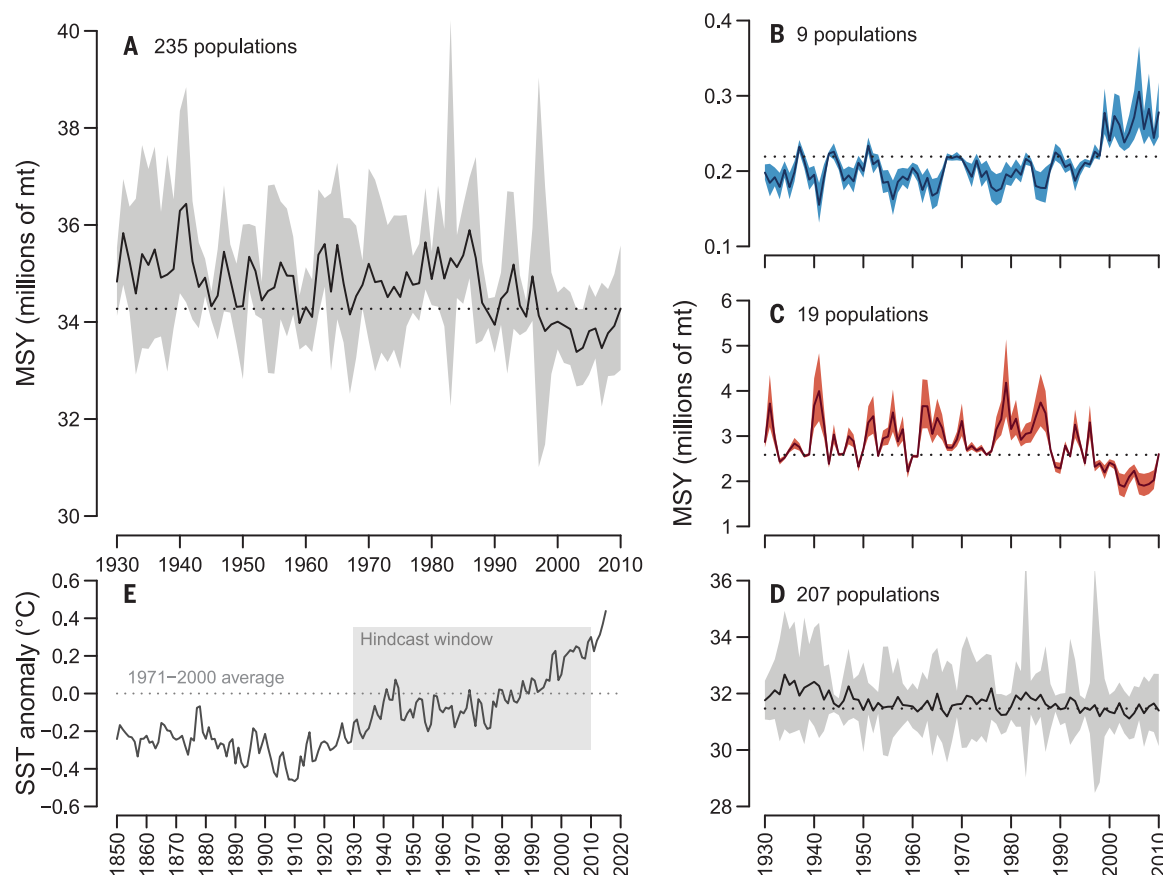 A 235 populations
MSY (millions of mt)
40
38
36
34
32
30
1930 1940 1950 1960 1970 1980 1990 2000 2010
B 9 populations
0.4
0.3
0.2
0.1
C 19 populations
MSY (millions of mt)
6
5
4
3
2
1
E
SST anomaly (°C)
0.6
0.4
0.2
0.0
−0.2
−0.4
−0.6
Hindcast window
1971−2000 average
1850 1860 1870 1880 1890 1900 1910 1920 1930 1940 1950 1960 1970 1980 1990 2000 2010 2020
D 207 populations
36
34
32
30
28
1930 1940 1950 1960 1970 1980 1990 2000 2010